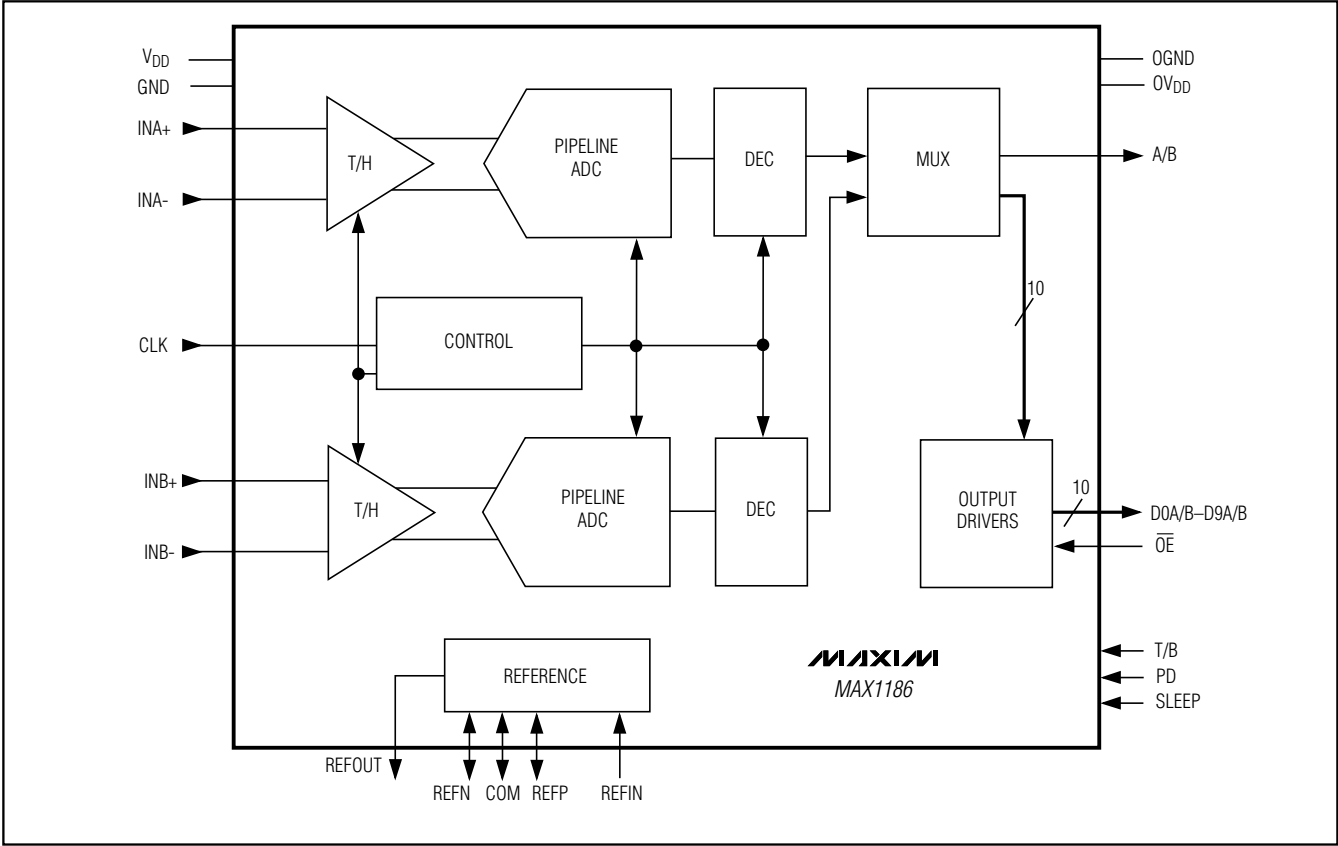 VDD
GND
INA+
INA-
CLK
INB+
INB-
T/H
PIPELINE
ADC
DEC
MUX
CONTROL
10
T/H
PIPELINE
ADC
DEC
OUTPUT
DRIVERS
10
REFERENCE
MAXIM
MAX1186
OGND
OVDD
A/B
D0A/B–D9A/B
O̅E̅
T/B
PD
SLEEP
REFOUT
REFN
COM
REFP
REFIN